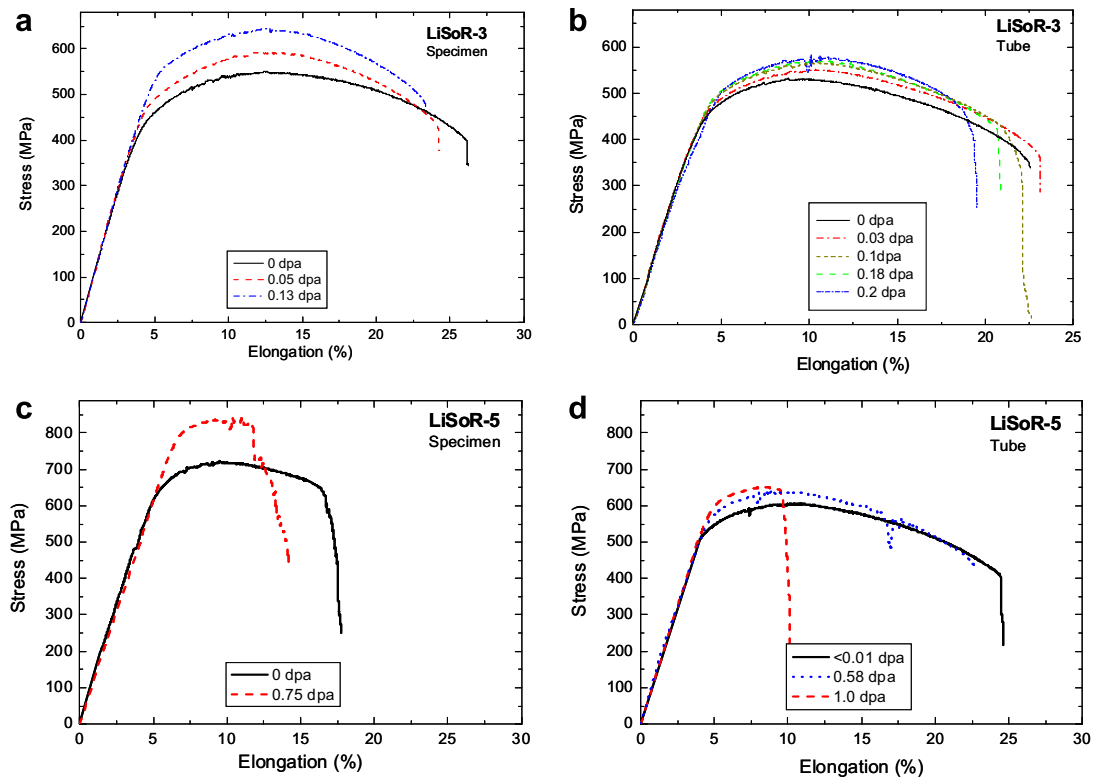 a
LiSoR-3
Specimen
600
500
400
300
200
100
0
Stress (MPa)
0 5 10 15 20 25 30
Elongation (%)
0 dpa
0.05 dpa
0.13 dpa
b
LiSoR-3
Tube
600
500
400
300
200
100
0
Stress (MPa)
0 5 10 15 20 25
Elongation (%)
0 dpa
0.03 dpa
0.1dpa
0.18 dpa
0.2 dpa
c
LiSoR-5
Specimen
800
700
600
500
400
300
200
100
0
Stress (MPa)
0 5 10 15 20 25 30
Elongation (%)
0 dpa
0.75 dpa
d
LiSoR-5
Tube
800
700
600
500
400
300
200
100
0
Stress (MPa)
0 5 10 15 20 25 30
Elongation (%)
<0.01 dpa
0.58 dpa
1.0 dpa